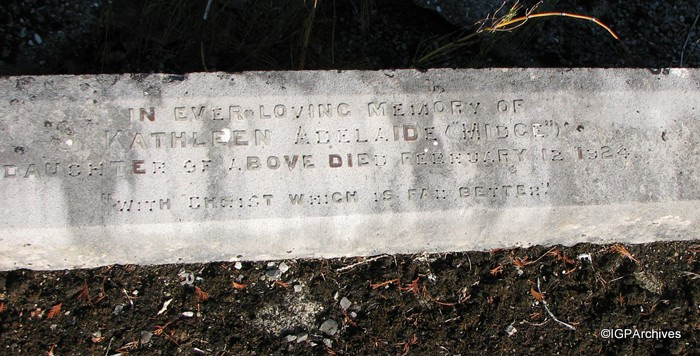 IN EVER LOVING MEMORY OF
KATHLEEN ADELAIDE ("MIDGE")
DAUGHTER OF ABOVE DIED FEBRUARY 12 1924
"WITH CHRIST WHICH IS FAR BETTER"
©IGPArchives